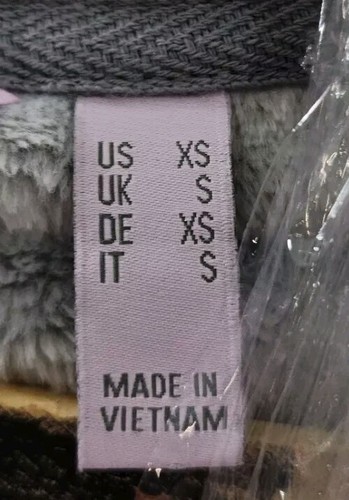 US XS
UK S
DE XS
IT S
MADE IN
VIETNAM